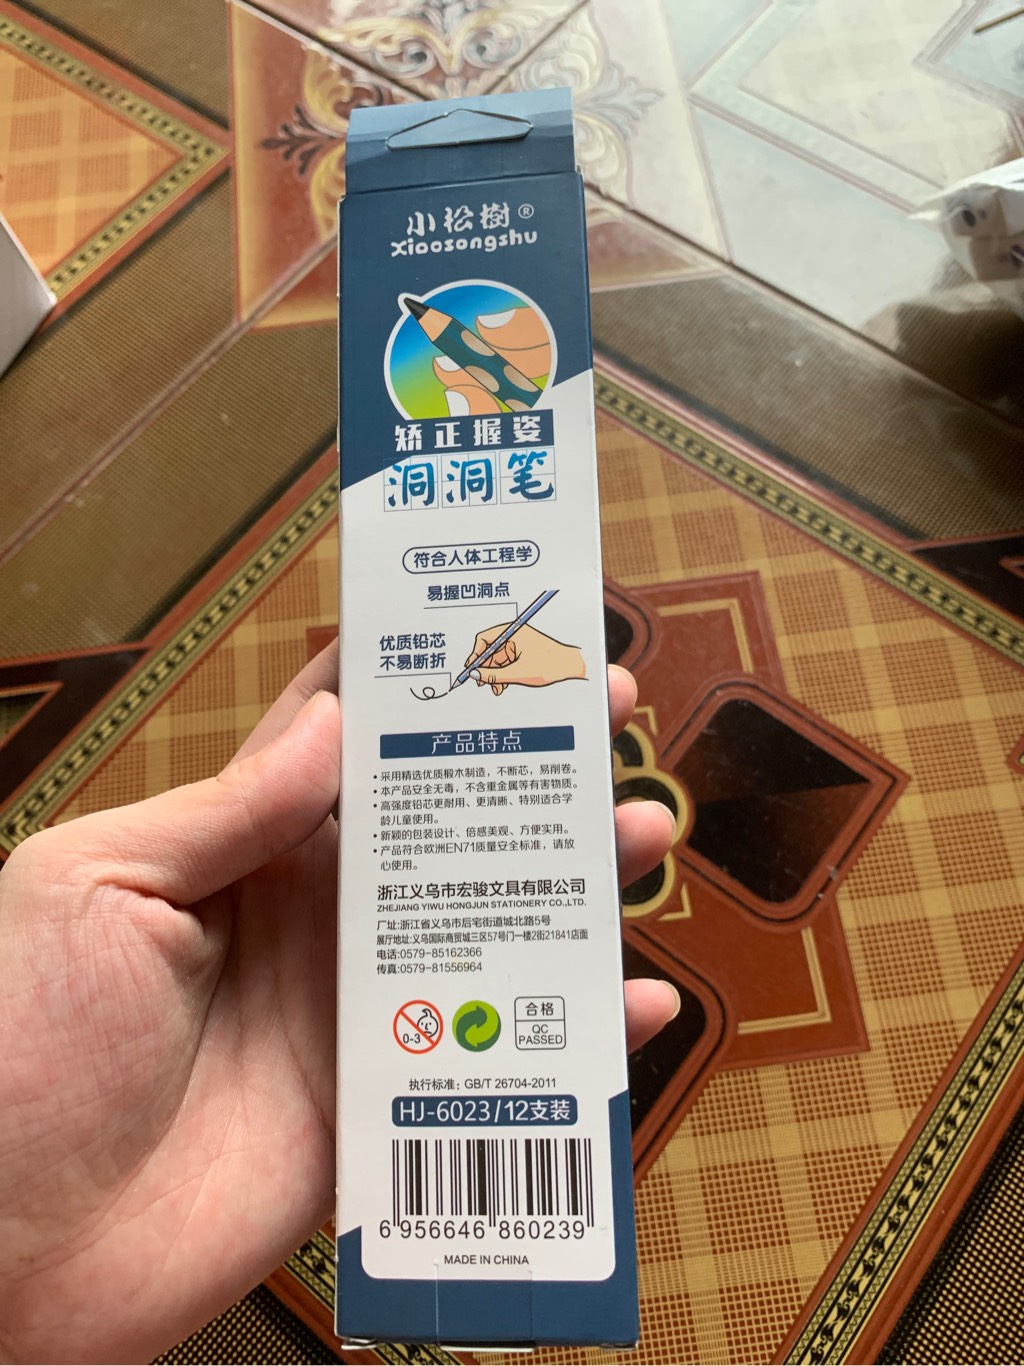 小松樹®
xiaosongshu
矫正握姿
洞洞笔
符合人体工程学
易握凹洞点
优质铅芯
不易断折
产品特点
• 采用精选优质椴木制造，不断芯，易削卷。
• 本产品安全无毒，不含重金属等有害物质。
• 高强度铅芯更耐用、更清晰、特别适合学
龄儿童使用。
• 新颖的包装设计、倍感美观、方便实用。
• 产品符合欧洲EN71质量安全标准，请放
心使用。
浙江义乌市宏骏文具有限公司
ZHEJIANG YIWU HONGJUN STATIONERY CO.,LTD.
厂址:浙江省义乌市后宅街道城北路5号
展厅地址:义乌国际商贸城三区57号门一楼2街21841店面
电话:0579-85162366
传真:0579-81556964
0-3
合格
QC
PASSED
执行标准：GB/T 26704-2011
HJ-6023/12支装
6 956646 860239
MADE IN CHINA